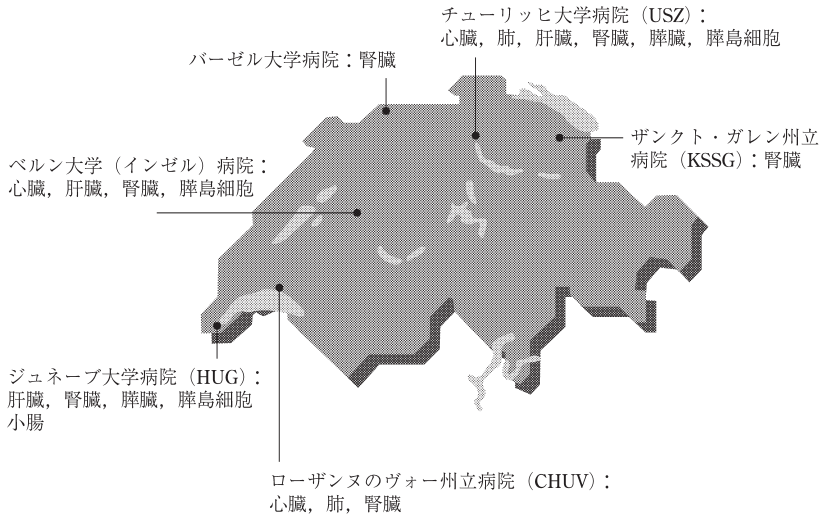 チューリッヒ大学病院（USZ）：
心臓，肺，肝臓，腎臓，膵臓，膵島細胞
バーゼル大学病院：腎臓
ザンクト・ガレン州立
病院（KSSG）：腎臓
ベルン大学（インゼル）病院：
心臓，肝臓，腎臓，膵島細胞
ジュネーブ大学病院（HUG）：
肝臓，腎臓，膵臓，膵島細胞
小腸
ローザンヌのヴォー州立病院（CHUV）：
心臓，肺，腎臓